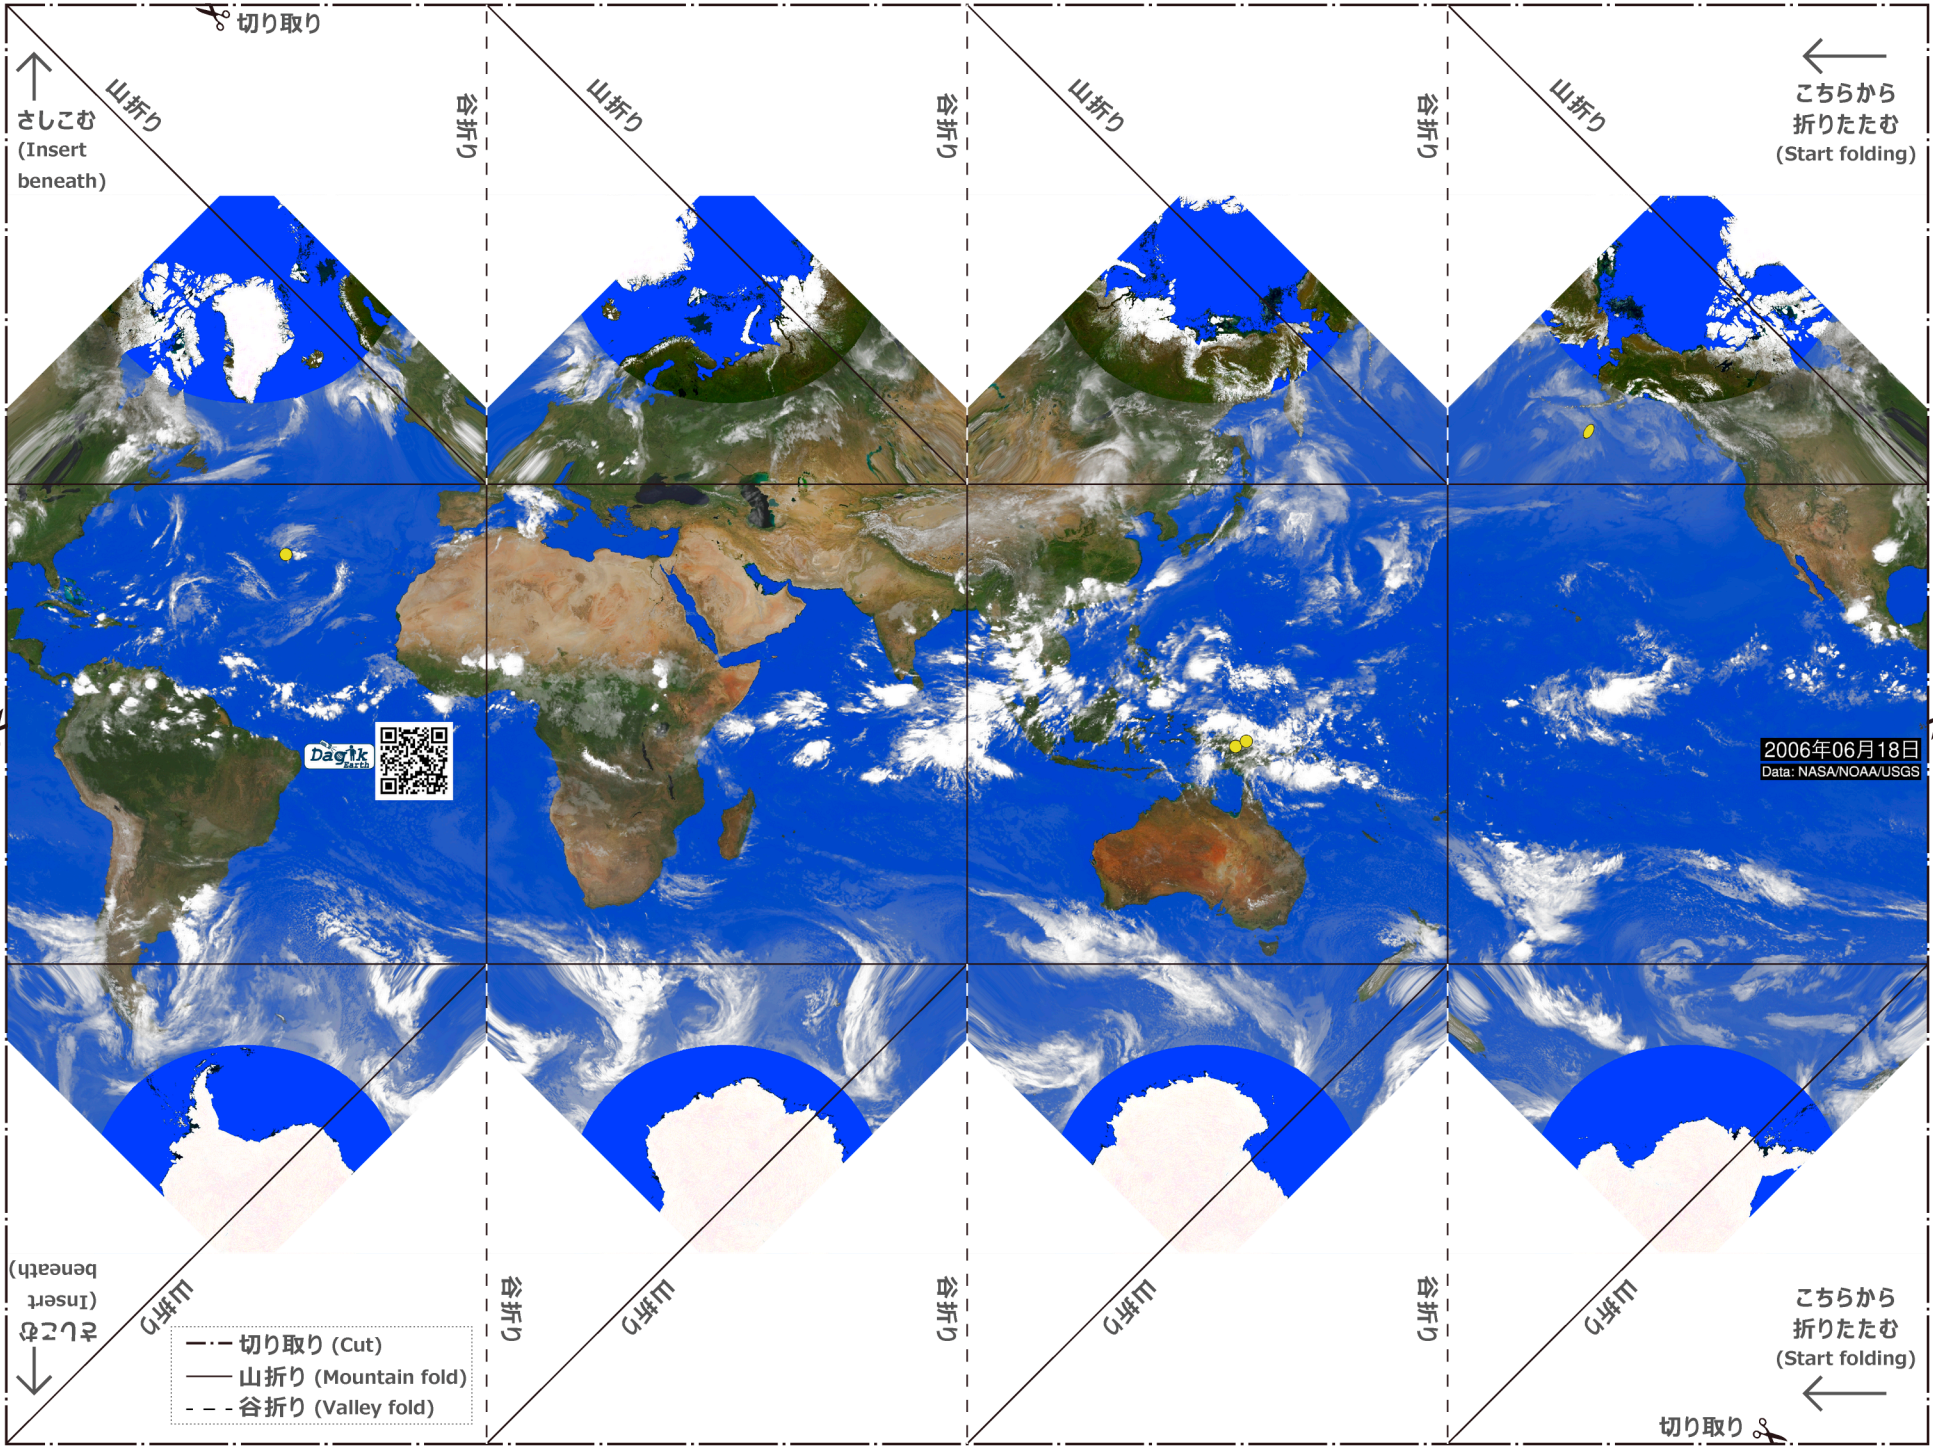 切り取り
さしこむ
(Insert
beneath)
山折り
谷折り
山折り
谷折り
山折り
谷折り
山折り
こちらから
折りたたむ
(Start folding)
Dagik
Earth
2006年06月18日
Data: NASA/NOAA/USGS
さしこむ
(Insert
beneath)
山折り
谷折り
山折り
谷折り
山折り
谷折り
山折り
こちらから
折りたたむ
(Start folding)
切り取り (Cut)
山折り (Mountain fold)
谷折り (Valley fold)
切り取り